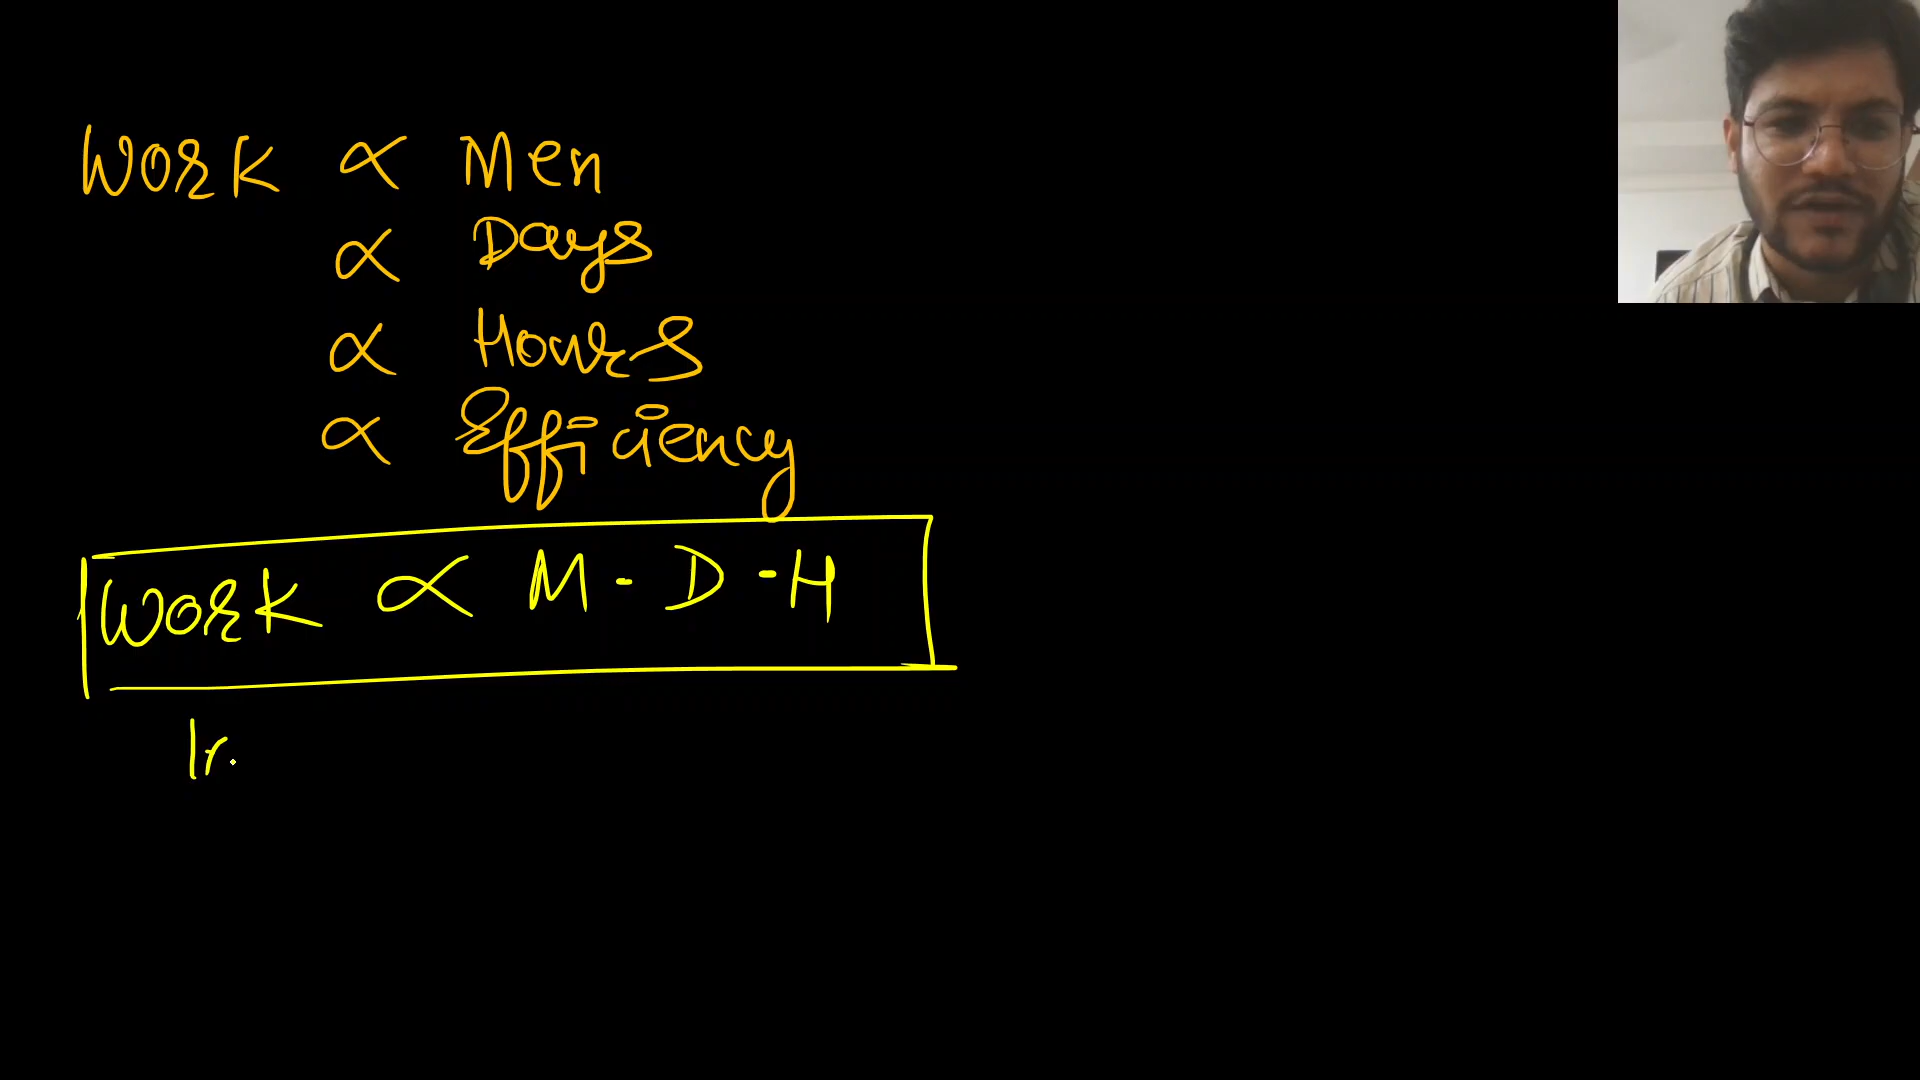 Work ∝ Men
∝ Days
∝ Hours
∝ Efficiency
Work ∝ M - D - H